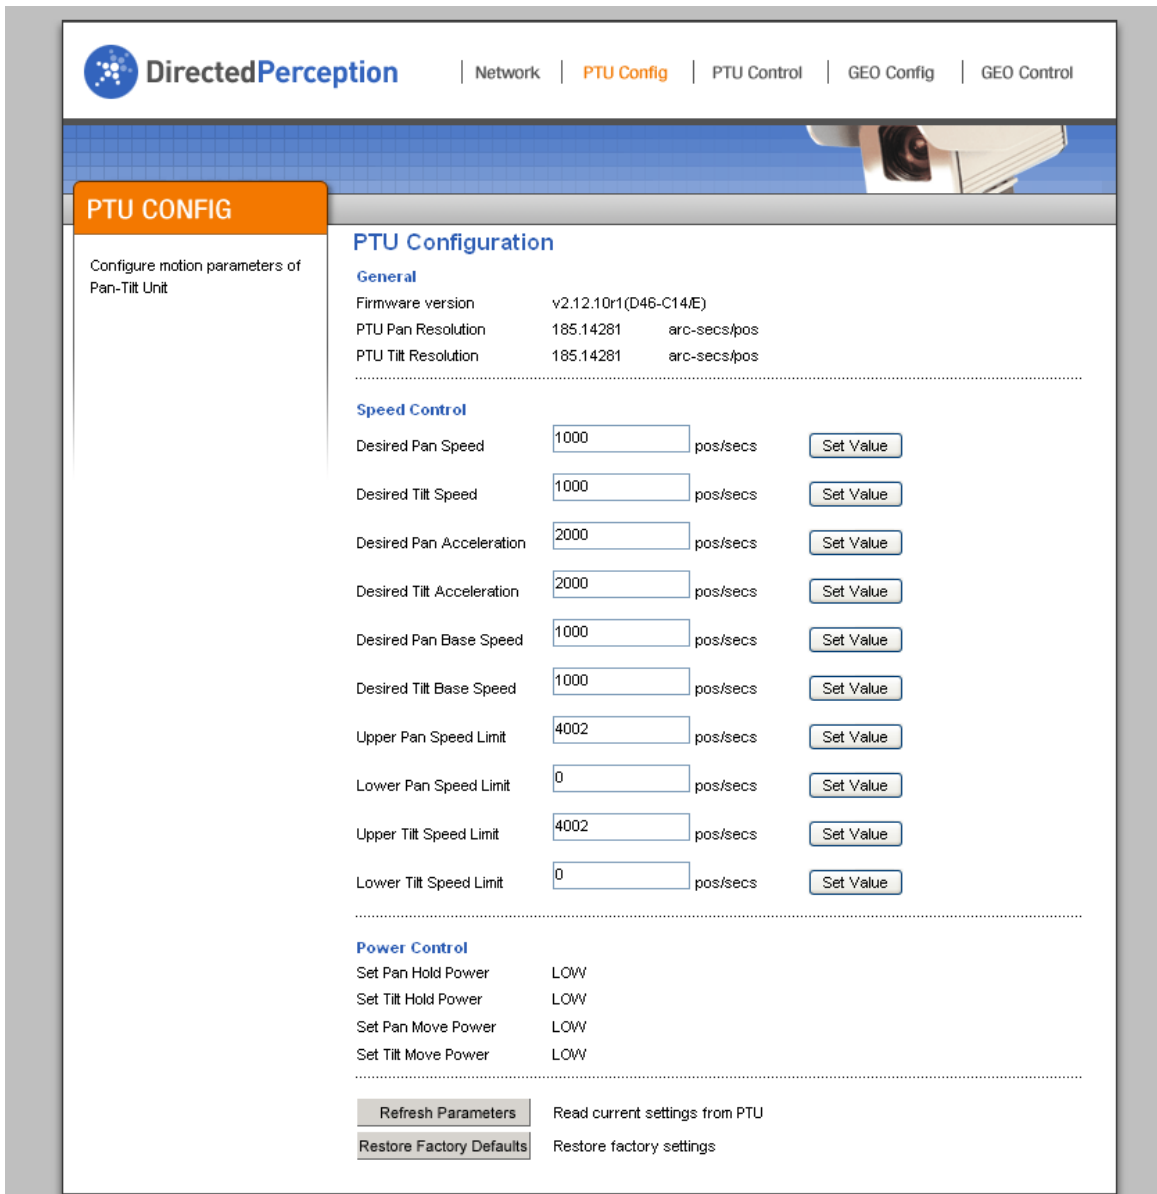 DirectedPerception | Network | PTU Config | PTU Control | GEO Config | GEO Control
PTU CONFIG
Configure motion parameters of
Pan-Tilt Unit
PTU Configuration
General
Firmware version v2.12.10r1(D46-C14/E)
PTU Pan Resolution 185.14281 arc-secs/pos
PTU Tilt Resolution 185.14281 arc-secs/pos
Speed Control
Desired Pan Speed 1000 pos/secs Set Value
Desired Tilt Speed 1000 pos/secs Set Value
Desired Pan Acceleration 2000 pos/secs Set Value
Desired Tilt Acceleration 2000 pos/secs Set Value
Desired Pan Base Speed 1000 pos/secs Set Value
Desired Tilt Base Speed 1000 pos/secs Set Value
Upper Pan Speed Limit 4002 pos/secs Set Value
Lower Pan Speed Limit 0 pos/secs Set Value
Upper Tilt Speed Limit 4002 pos/secs Set Value
Lower Tilt Speed Limit 0 pos/secs Set Value
Power Control
Set Pan Hold Power LOW
Set Tilt Hold Power LOW
Set Pan Move Power LOW
Set Tilt Move Power LOW
Refresh Parameters Read current settings from PTU
Restore Factory Defaults Restore factory settings